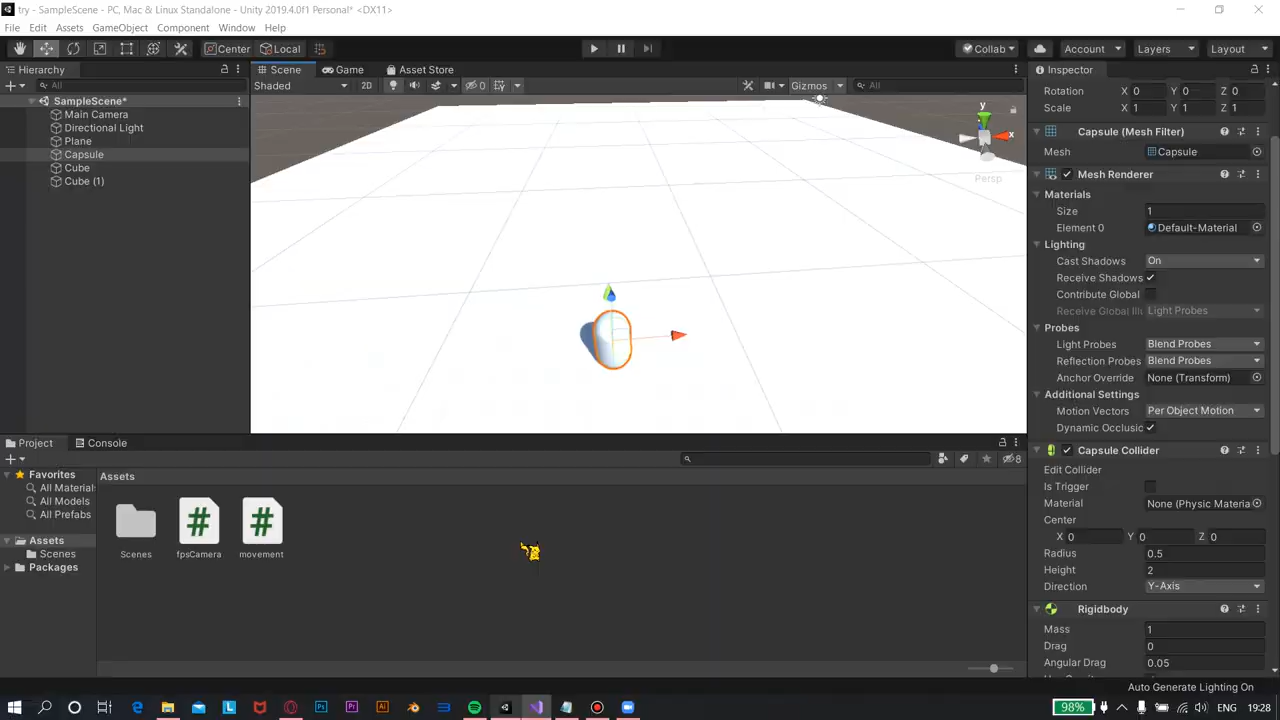 try - SampleScene - PC, Mac & Linux Standalone - Unity 2019.4.0f1 Personal* <DX11>
File Edit Assets GameObject Component Window Help
Center Local Collab Account Layers Layout
Hierarchy
All
SampleScene*
Main Camera
Directional Light
Plane
Capsule
Cube
Cube (1)
Scene Game Asset Store
Shaded 2D 0 Gizmos All
y
x
Persp
Inspector
Rotation X 0 Y 0 Z 0
Scale X 1 Y 1 Z 1
Capsule (Mesh Filter)
Mesh Capsule
Mesh Renderer
Materials
Size 1
Element 0 Default-Material
Lighting
Cast Shadows On
Receive Shadows
Contribute Global
Receive Global Illu Light Probes
Probes
Light Probes Blend Probes
Reflection Probes Blend Probes
Anchor Override None (Transform)
Additional Settings
Motion Vectors Per Object Motion
Dynamic Occlusic
Capsule Collider
Edit Collider
Is Trigger
Material None (Physic Materia
Center
X 0 Y 0 Z 0
Radius 0.5
Height 2
Direction Y-Axis
Rigidbody
Mass 1
Drag 0
Angular Drag 0.05
Auto Generate Lighting On
Project Console
8
Favorites
All Materials
All Models
All Prefabs
Assets
Scenes
Packages
Assets
Scenes fpsCamera movement
98% ENG 19:28